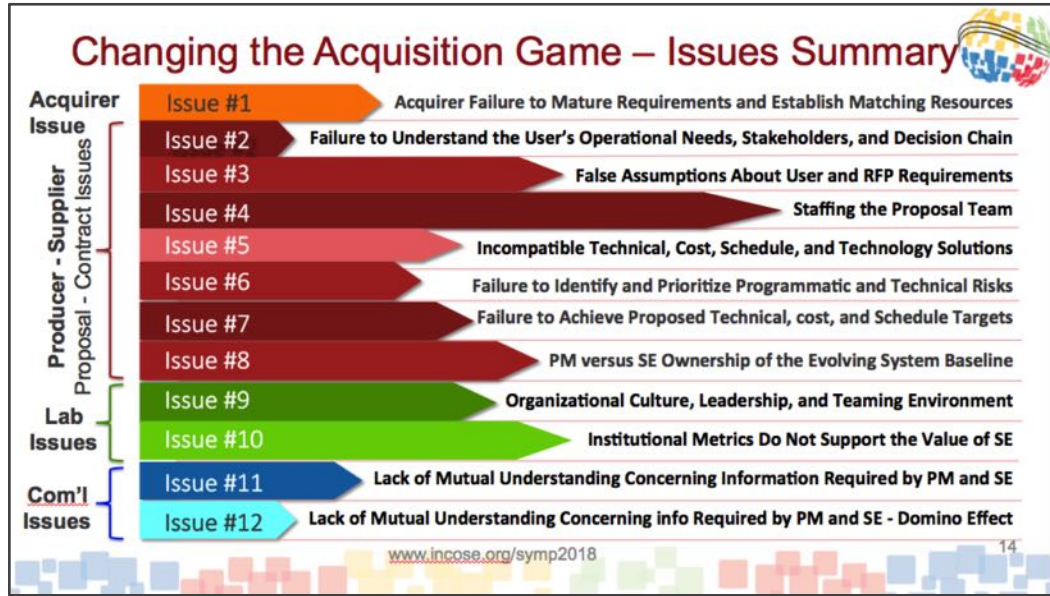 Changing the Acquisition Game – Issues Summary
Acquirer
Issue
Issue #1
Acquirer Failure to Mature Requirements and Establish Matching Resources
Producer - Supplier
Proposal - Contract Issues
Issue #2
Failure to Understand the User's Operational Needs, Stakeholders, and Decision Chain
Issue #3
False Assumptions About User and RFP Requirements
Issue #4
Staffing the Proposal Team
Issue #5
Incompatible Technical, Cost, Schedule, and Technology Solutions
Issue #6
Failure to Identify and Prioritize Programmatic and Technical Risks
Issue #7
Failure to Achieve Proposed Technical, cost, and Schedule Targets
Issue #8
PM versus SE Ownership of the Evolving System Baseline
Lab
Issues
Issue #9
Organizational Culture, Leadership, and Teaming Environment
Issue #10
Institutional Metrics Do Not Support the Value of SE
Com'l
Issues
Issue #11
Lack of Mutual Understanding Concerning Information Required by PM and SE
Issue #12
Lack of Mutual Understanding Concerning info Required by PM and SE - Domino Effect
www.incose.org/symp2018
14